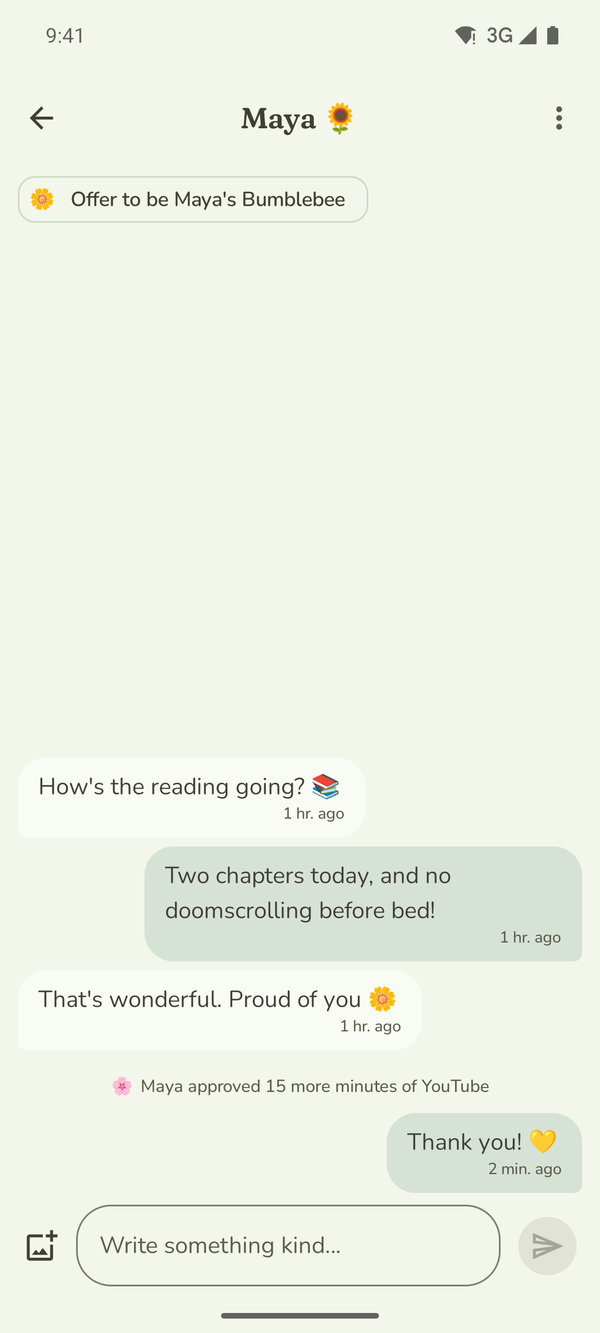 9:41
3G
Maya 🌻
🌼 Offer to be Maya's Bumblebee
How's the reading going? 📚
1 hr. ago
Two chapters today, and no
doomscrolling before bed!
1 hr. ago
That's wonderful. Proud of you 🌼
1 hr. ago
🌸 Maya approved 15 more minutes of YouTube
Thank you! 💛
2 min. ago
Write something kind...